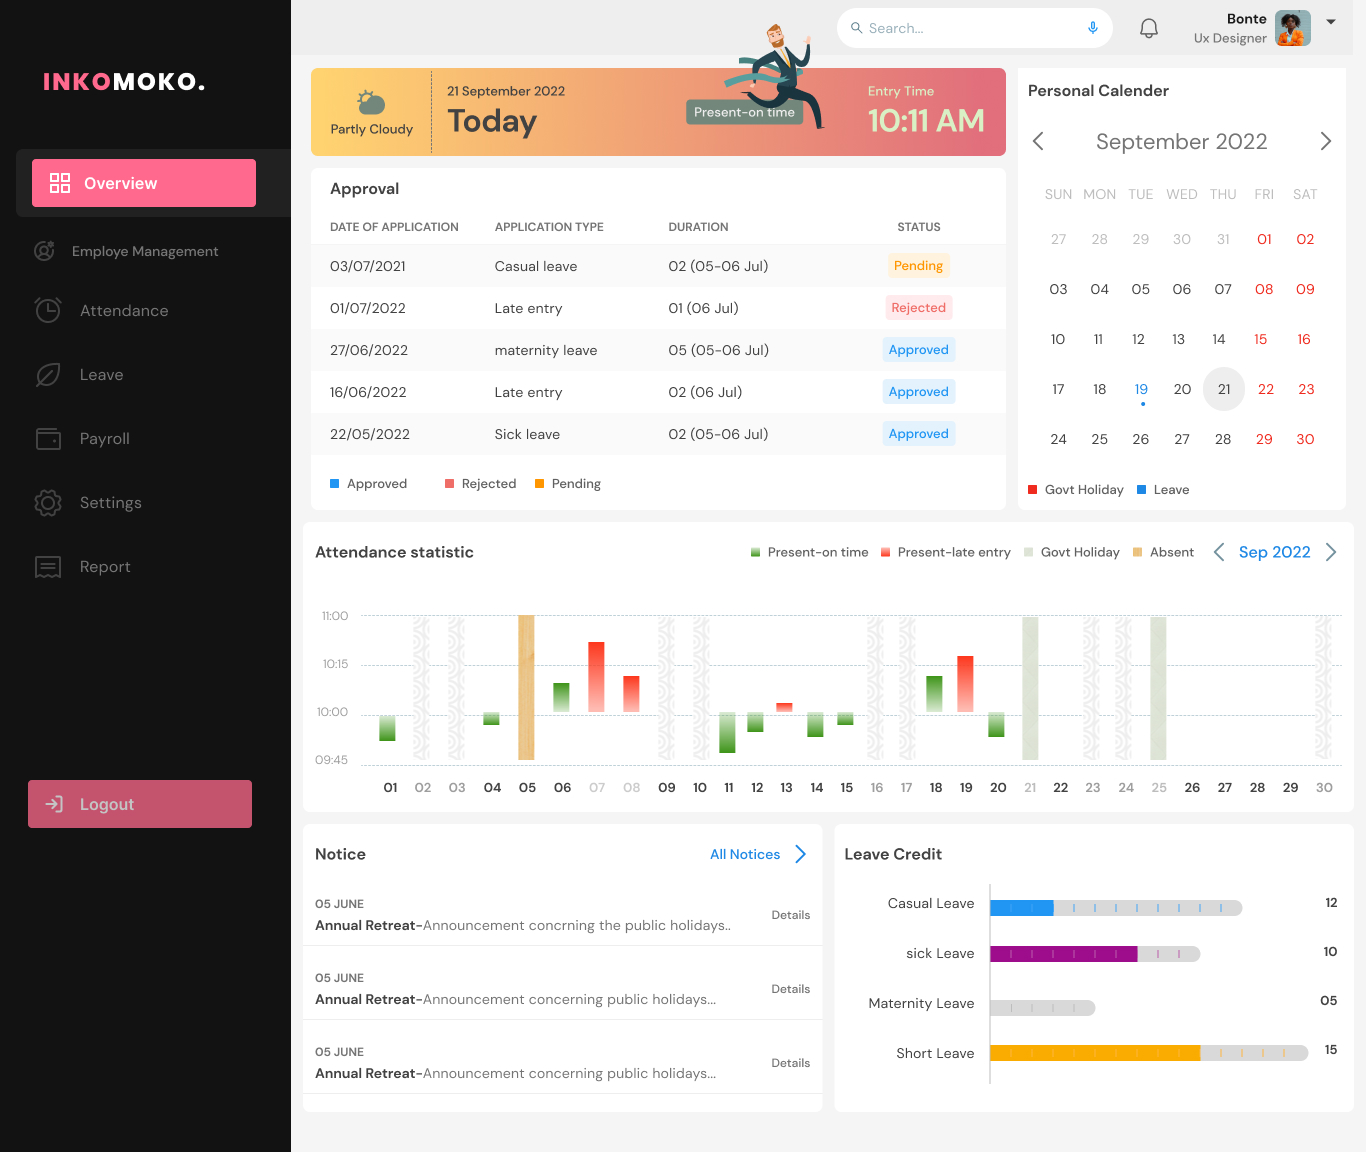 INKOMOKO.
Overview
Employe Management
Attendance
Leave
Payroll
Settings
Report
Logout
Search...
Bonte
Ux Designer
Partly Cloudy
21 September 2022
Today
Present-on time
Entry Time
10:11 AM
Approval
DATE OF APPLICATION APPLICATION TYPE DURATION STATUS
03/07/2021 Casual leave 02 (05-06 Jul) Pending
01/07/2022 Late entry 01 (06 Jul) Rejected
27/06/2022 maternity leave 05 (05-06 Jul) Approved
16/06/2022 Late entry 02 (06 Jul) Approved
22/05/2022 Sick leave 02 (05-06 Jul) Approved
Approved Rejected Pending
Personal Calender
September 2022
SUN MON TUE WED THU FRI SAT
27 28 29 30 31 01 02
03 04 05 06 07 08 09
10 11 12 13 14 15 16
17 18 19 20 21 22 23
24 25 26 27 28 29 30
Govt Holiday Leave
Attendance statistic
Present-on time Present-late entry Govt Holiday Absent Sep 2022
11:00
10:15
10:00
09:45
01 02 03 04 05 06 07 08 09 10 11 12 13 14 15 16 17 18 19 20 21 22 23 24 25 26 27 28 29 30
Notice
All Notices
05 JUNE
Annual Retreat-Announcement concrning the public holidays..
Details
05 JUNE
Annual Retreat-Announcement concerning public holidays...
Details
05 JUNE
Annual Retreat-Announcement concerning public holidays...
Details
Leave Credit
Casual Leave 12
sick Leave 10
Maternity Leave 05
Short Leave 15